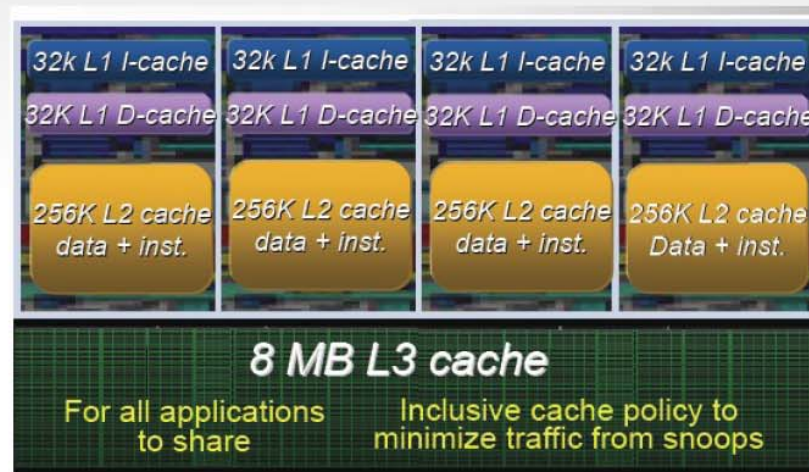 32k L1 I-cache
32K L1 D-cache
256K L2 cache
data + inst.
32k L1 I-cache
32K L1 D-cache
256K L2 cache
data + inst.
32k L1 I-cache
32K L1 D-cache
256K L2 cache
data + inst.
32k L1 I-cache
32K L1 D-cache
256K L2 cache
Data + inst.
8 MB L3 cache
For all applications
to share
Inclusive cache policy to
minimize traffic from snoops